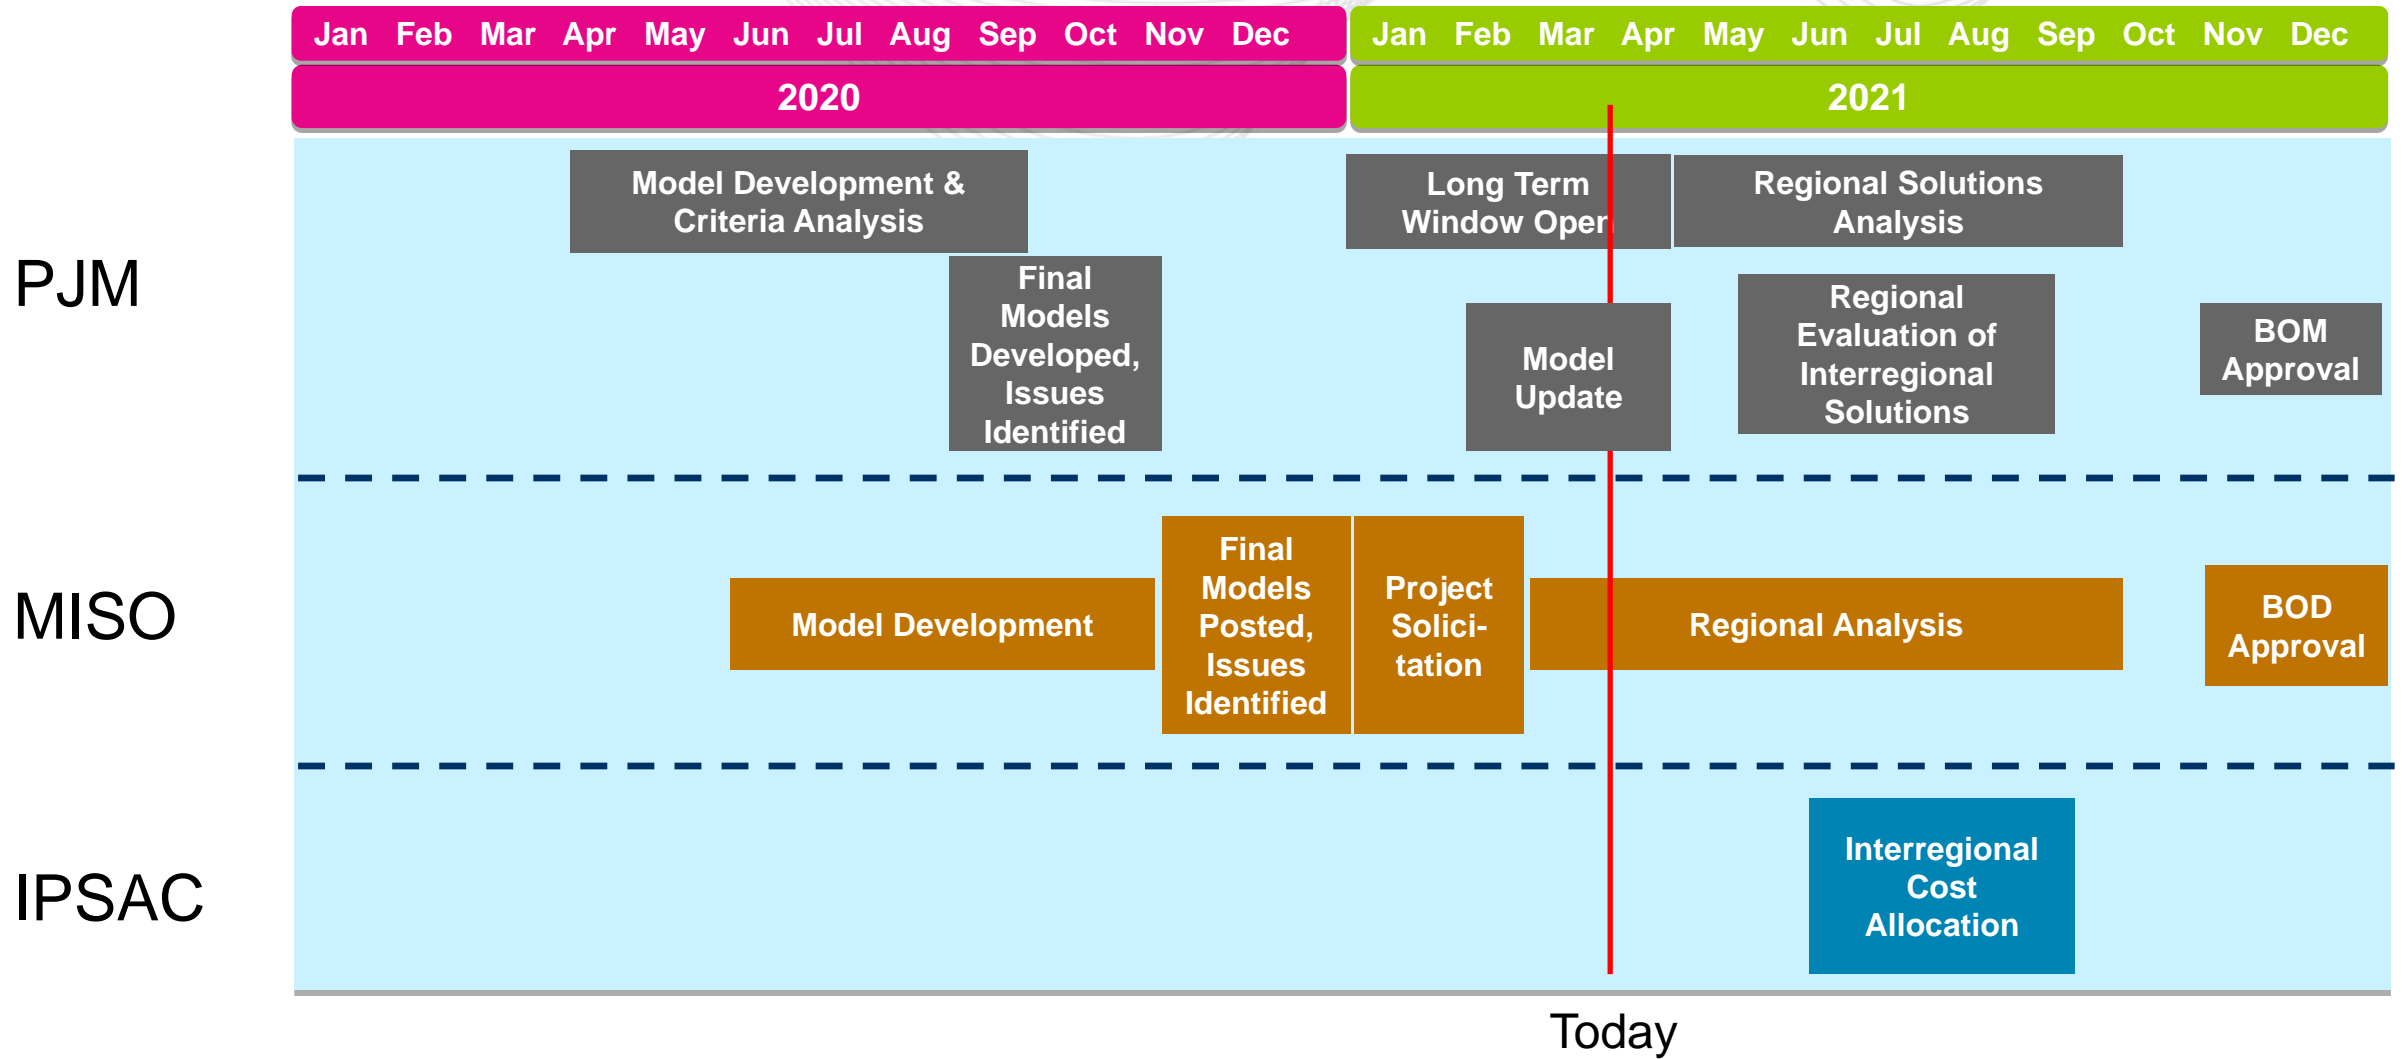 Jan Feb Mar Apr May Jun Jul Aug Sep Oct Nov Dec
Jan Feb Mar Apr May Jun Jul Aug Sep Oct Nov Dec
2020
2021
PJM
Model Development &
Criteria Analysis
Final
Models
Developed,
Issues
Identified
Long Term
Window Open
Model
Update
Regional Solutions
Analysis
Regional
Evaluation of
Interregional
Solutions
BOM
Approval
MISO
Model Development
Final
Models
Posted,
Issues
Identified
Project
Solici-
tation
Regional Analysis
BOD
Approval
IPSAC
Interregional
Cost
Allocation
Today